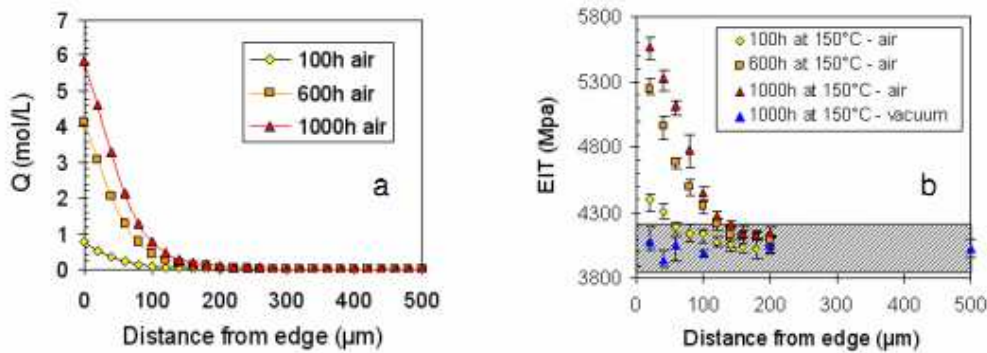 7
6
5
4
3
2
1
0
Q (mol/L)
100h air
600h air
1000h air
a
0 100 200 300 400 500
Distance from edge (µm)
5800
5300
4800
4300
3800
EIT (Mpa)
100h at 150°C - air
600h at 150°C - air
1000h at 150°C - air
1000h at 150°C - vacuum
b
0 100 200 300 400 500
Distance from edge (µm)